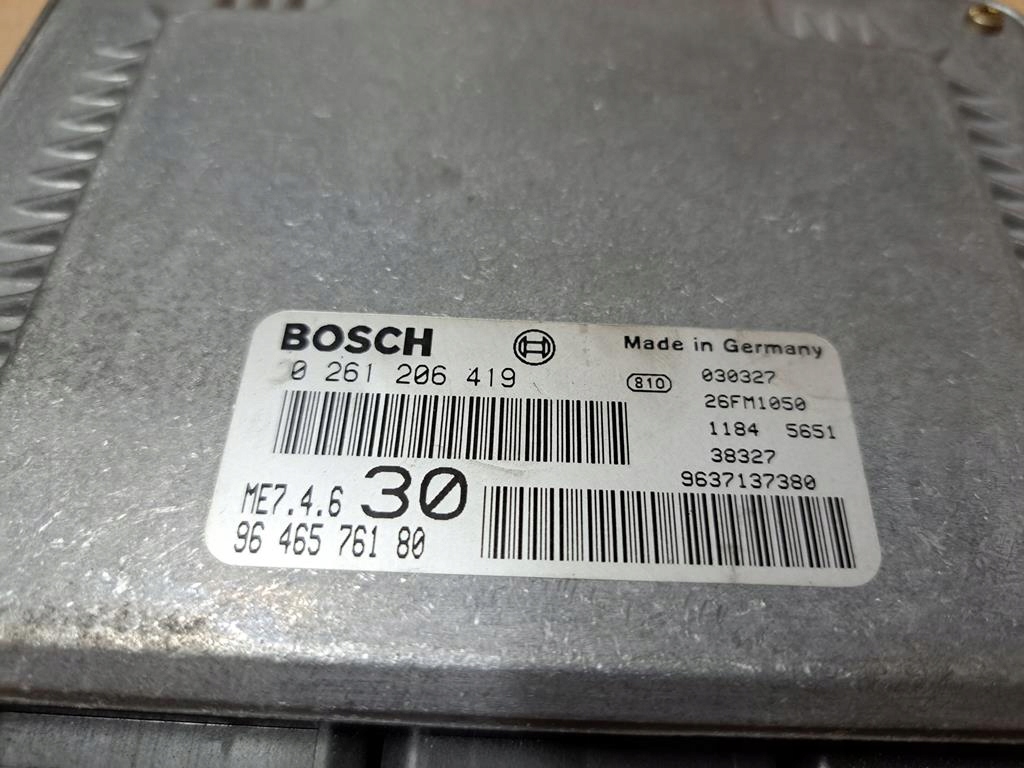 BOSCH
Made in Germany
0 261 206 419
810
030327
26FM1050
1184 5651
38327
9637137380
ME7.4.6 30
96 465 761 80